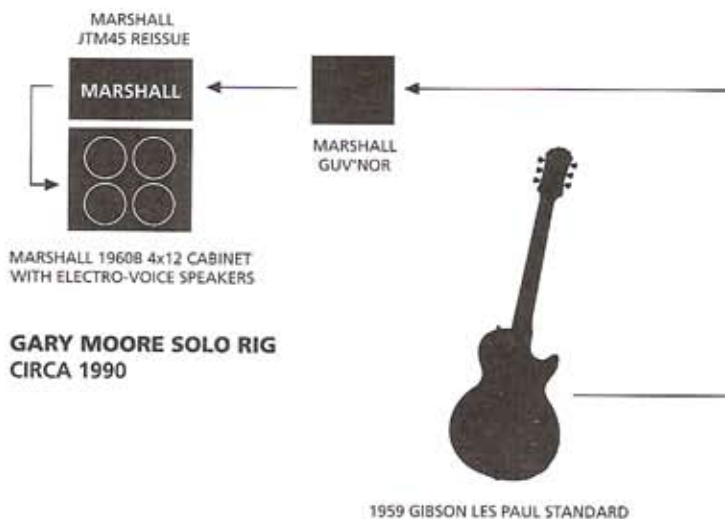 MARSHALL
JTM45 REISSUE
MARSHALL
MARSHALL
GUV'NOR
MARSHALL 1960B 4x12 CABINET
WITH ELECTRO-VOICE SPEAKERS
GARY MOORE SOLO RIG
CIRCA 1990
1959 GIBSON LES PAUL STANDARD